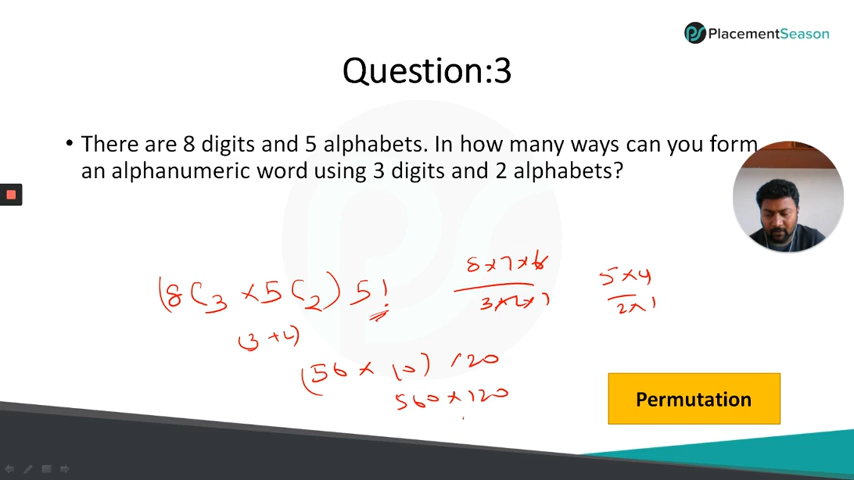 PlacementSeason
Question:3
• There are 8 digits and 5 alphabets. In how many ways can you form
an alphanumeric word using 3 digits and 2 alphabets?
8×7×6
5×4
(8C3 ×5C2) 5!
3×2×1
2×1
(3+2)
(56 × 10) 120
560×120
Permutation